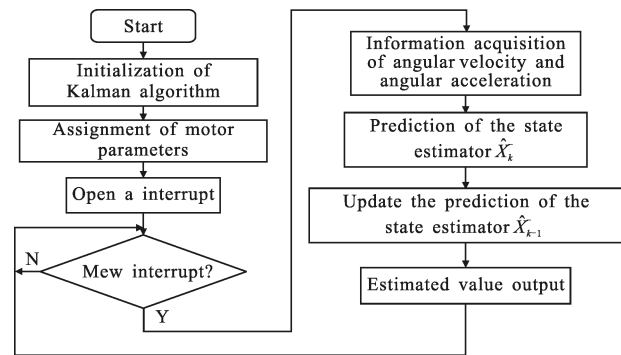 Start
Initialization of
Kalman algorithm
Assignment of motor
parameters
Open a interrupt
Mew interrupt?
N
Y
Information acquisition
of angular velocity and
angular acceleration
Prediction of the state
estimator X̂ₖ⁻
Update the prediction of the
state estimator X̂ₖ₋₁⁻
Estimated value output